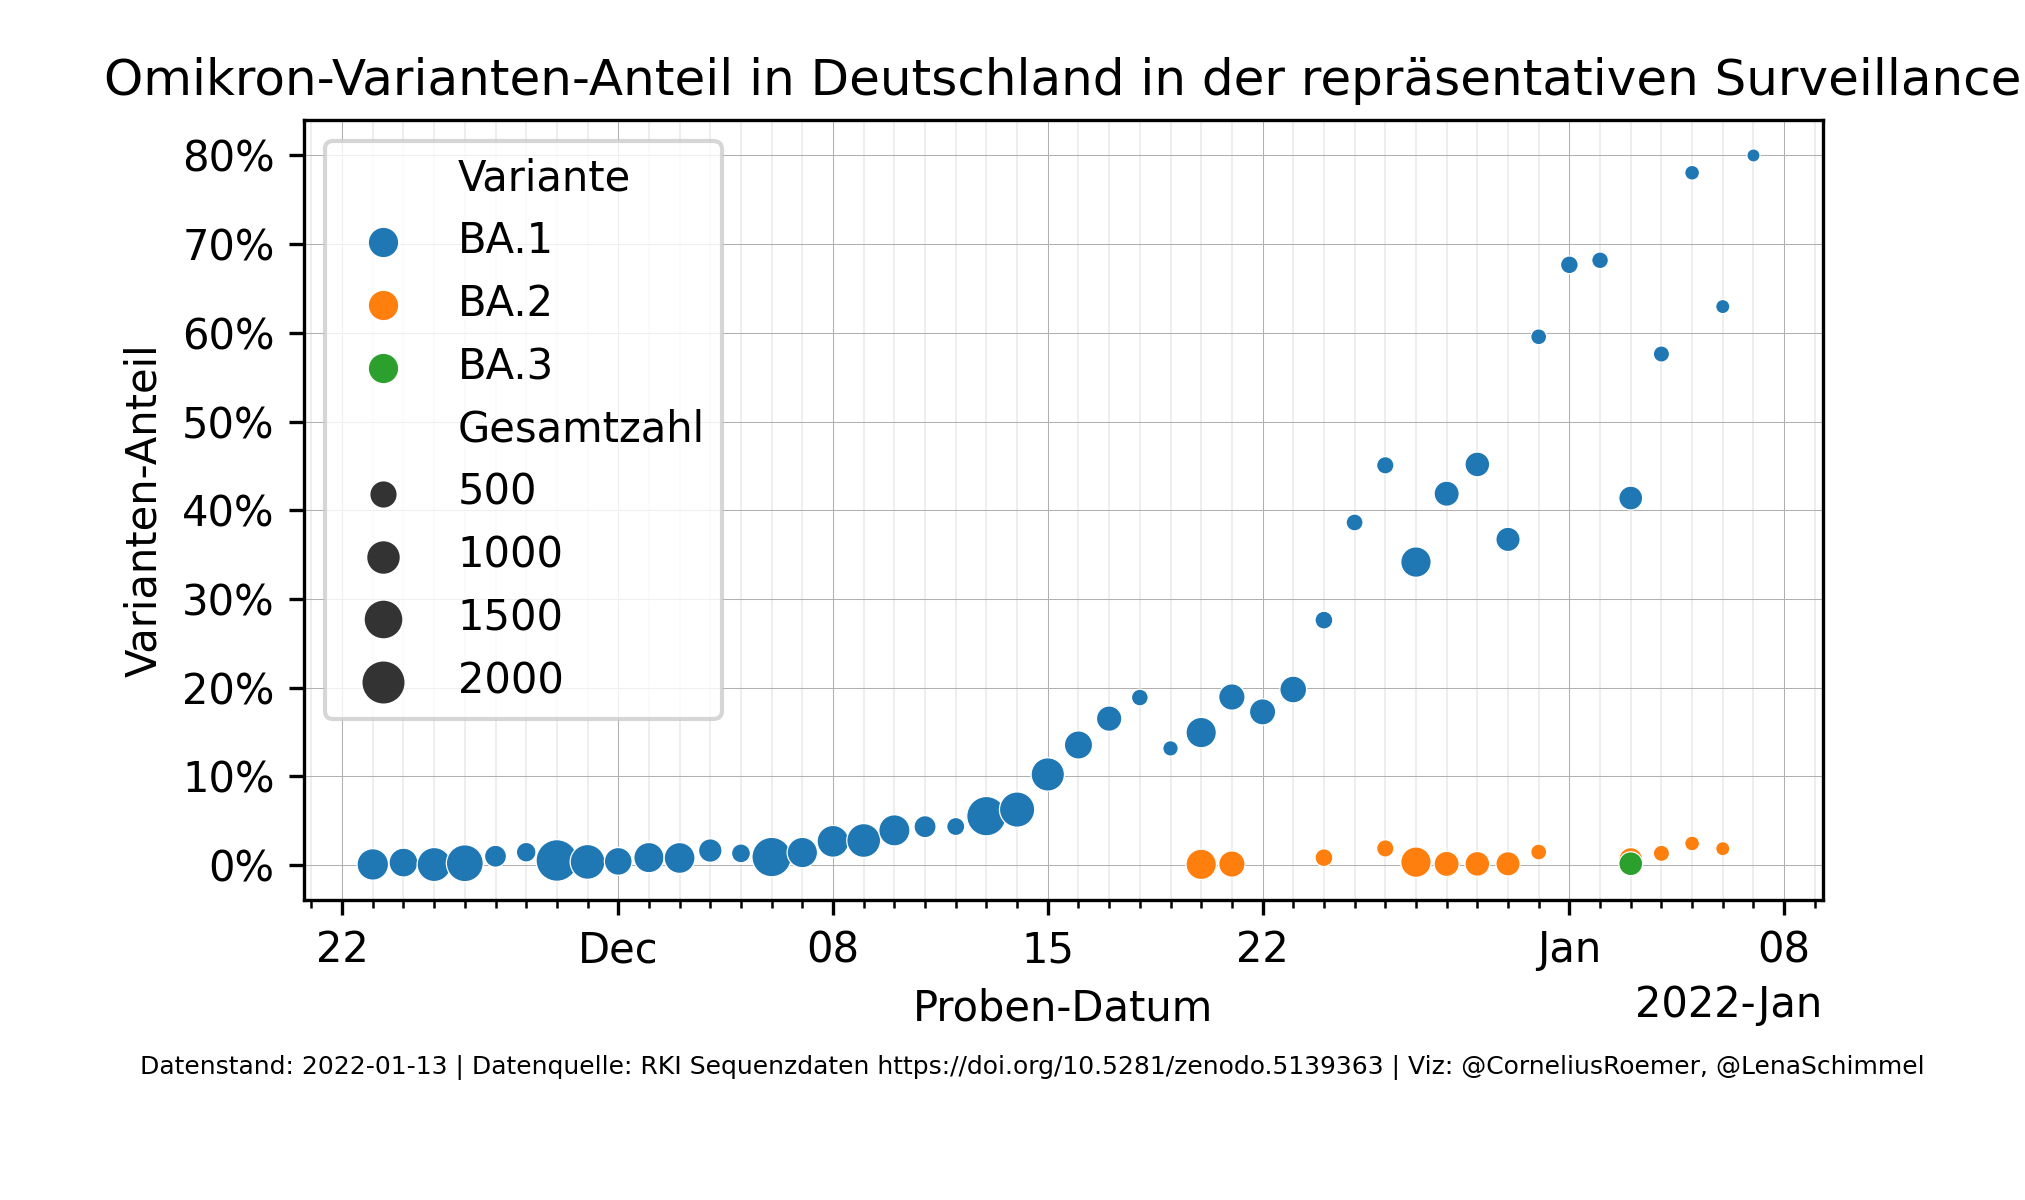 Omikron-Varianten-Anteil in Deutschland in der repräsentativen Surveillance
Varianten-Anteil
80%
70%
60%
50%
40%
30%
20%
10%
0%
Variante
BA.1
BA.2
BA.3
Gesamtzahl
500
1000
1500
2000
22 Dec 08 15 22 Jan 08
Proben-Datum
2022-Jan
Datenstand: 2022-01-13 | Datenquelle: RKI Sequenzdaten https://doi.org/10.5281/zenodo.5139363 | Viz: @CorneliusRoemer, @LenaSchimmel